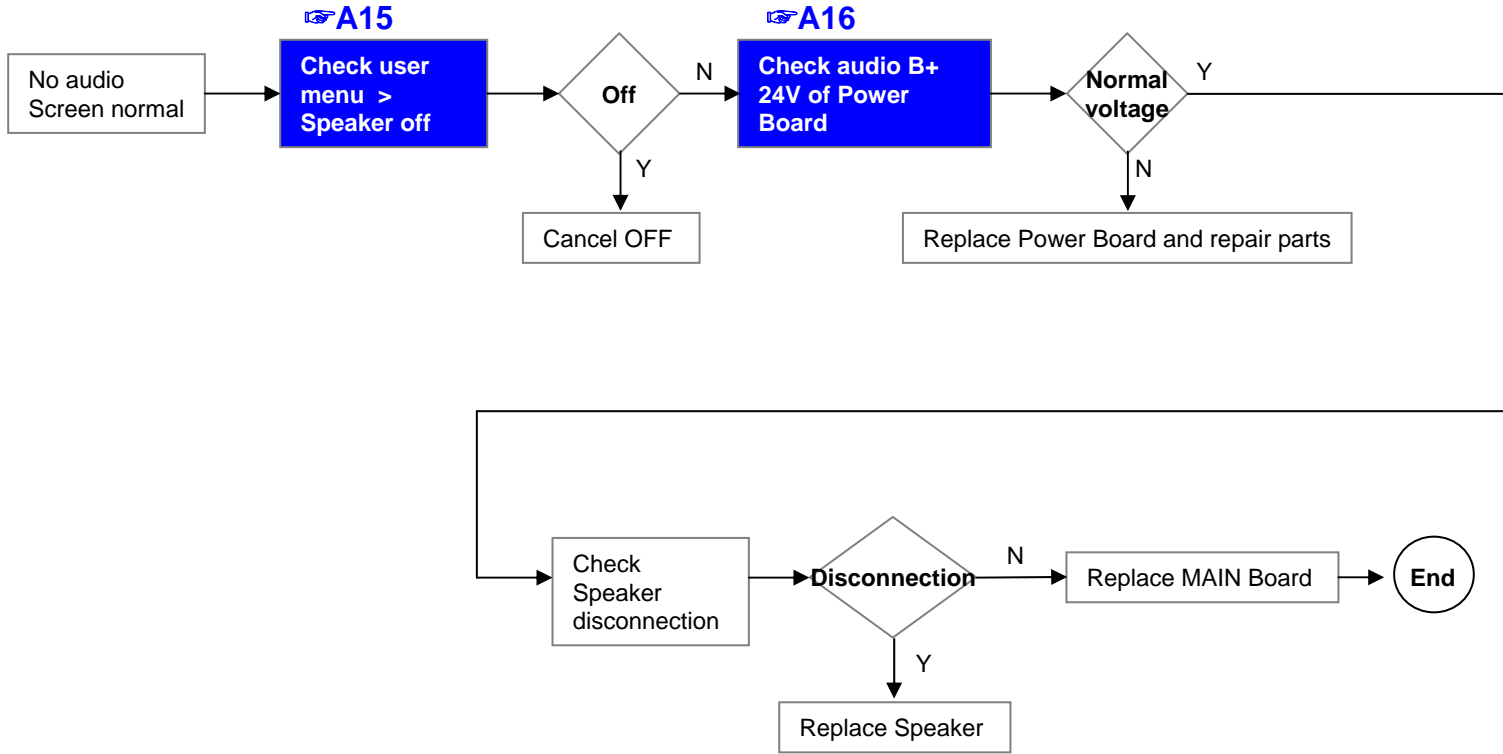 ☞A15
☞A16
No audio
Screen normal
Check user
menu >
Speaker off
Off
N
Check audio B+
24V of Power
Board
Normal
voltage
Y
Y
N
Cancel OFF
Replace Power Board and repair parts
Check
Speaker
disconnection
Disconnection
N
Replace MAIN Board
End
Y
Replace Speaker